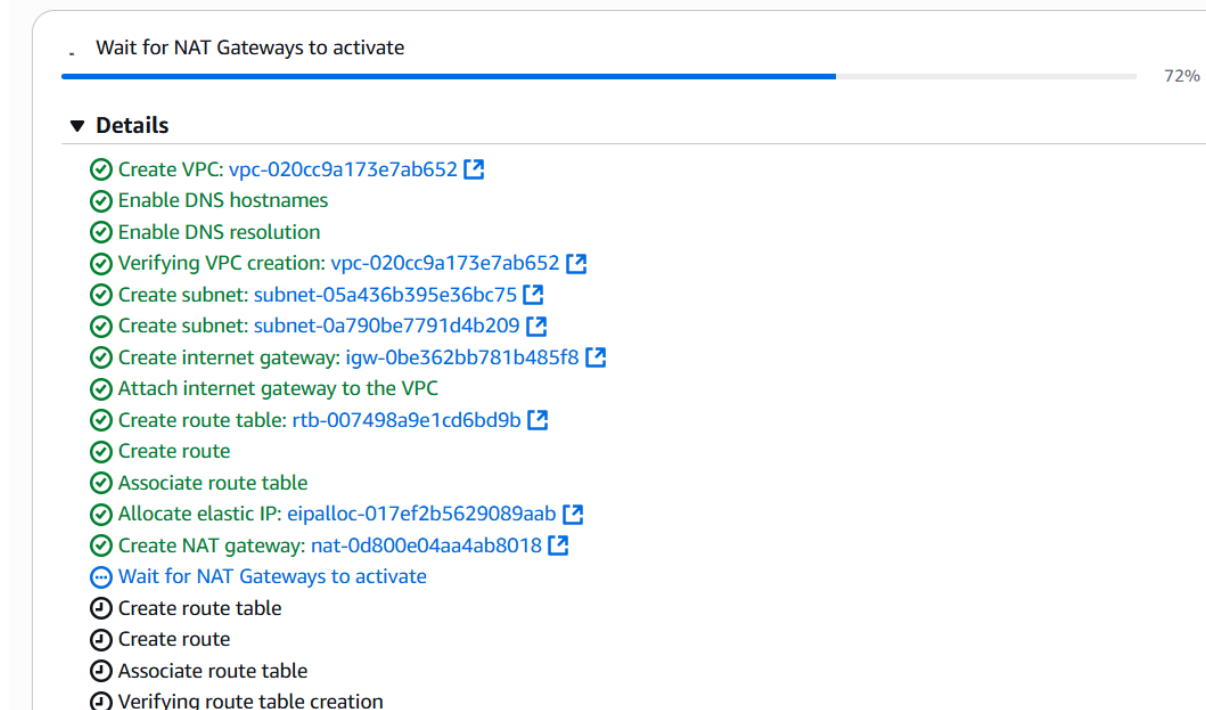 Wait for NAT Gateways to activate
72%
Details
Create VPC: vpc-020cc9a173e7ab652
Enable DNS hostnames
Enable DNS resolution
Verifying VPC creation: vpc-020cc9a173e7ab652
Create subnet: subnet-05a436b395e36bc75
Create subnet: subnet-0a790be7791d4b209
Create internet gateway: igw-0be362bb781b485f8
Attach internet gateway to the VPC
Create route table: rtb-007498a9e1cd6bd9b
Create route
Associate route table
Allocate elastic IP: eipalloc-017ef2b5629089aab
Create NAT gateway: nat-0d800e04aa4ab8018
Wait for NAT Gateways to activate
Create route table
Create route
Associate route table
Verifying route table creation